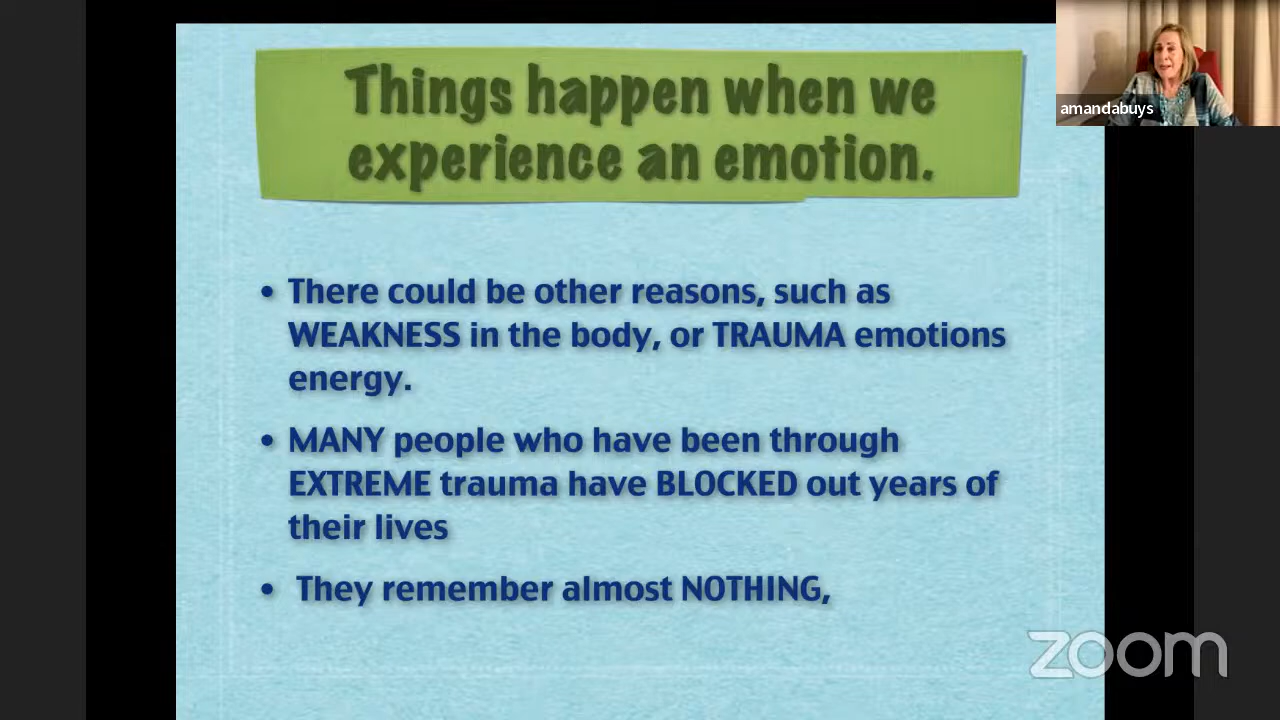 Things happen when we
experience an emotion.
amandabuys
• There could be other reasons, such as
WEAKNESS in the body, or TRAUMA emotions
energy.
• MANY people who have been through
EXTREME trauma have BLOCKED out years of
their lives
• They remember almost NOTHING,
zoom